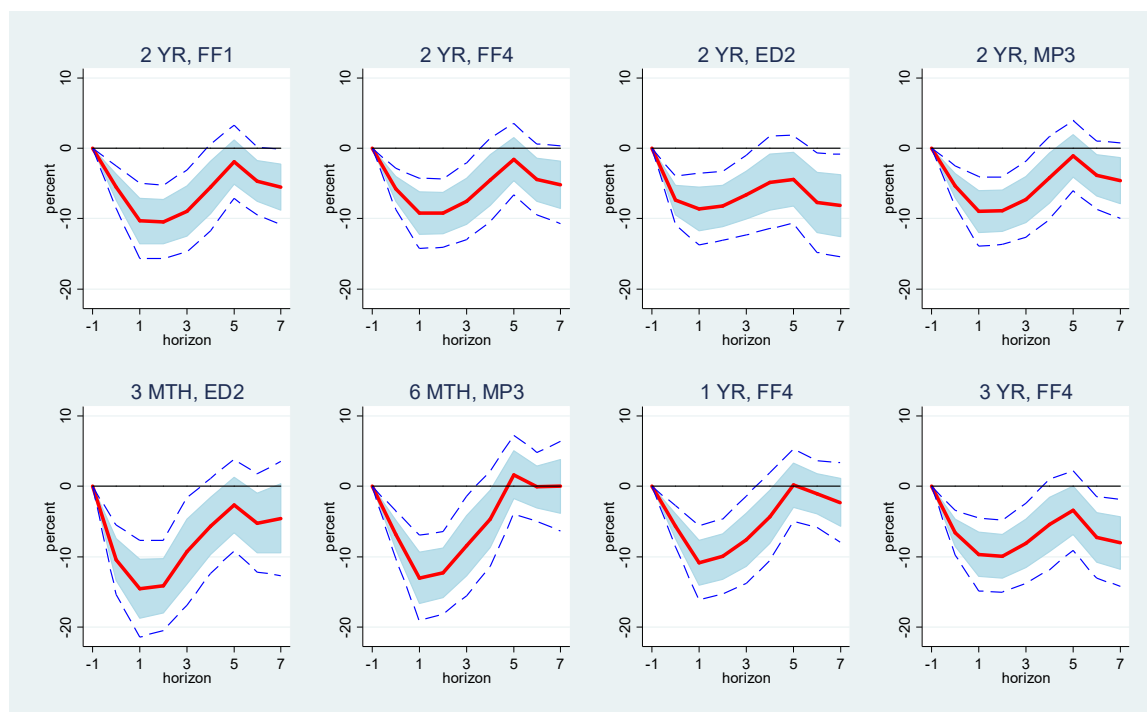 2 YR, FF1
10
0
-10
-20
percent
-1 1 3 5 7
horizon
2 YR, FF4
10
0
-10
-20
percent
-1 1 3 5 7
horizon
2 YR, ED2
10
0
-10
-20
percent
-1 1 3 5 7
horizon
2 YR, MP3
10
0
-10
-20
percent
-1 1 3 5 7
horizon
3 MTH, ED2
10
0
-10
-20
percent
-1 1 3 5 7
horizon
6 MTH, MP3
10
0
-10
-20
percent
-1 1 3 5 7
horizon
1 YR, FF4
10
0
-10
-20
percent
-1 1 3 5 7
horizon
3 YR, FF4
10
0
-10
-20
percent
-1 1 3 5 7
horizon